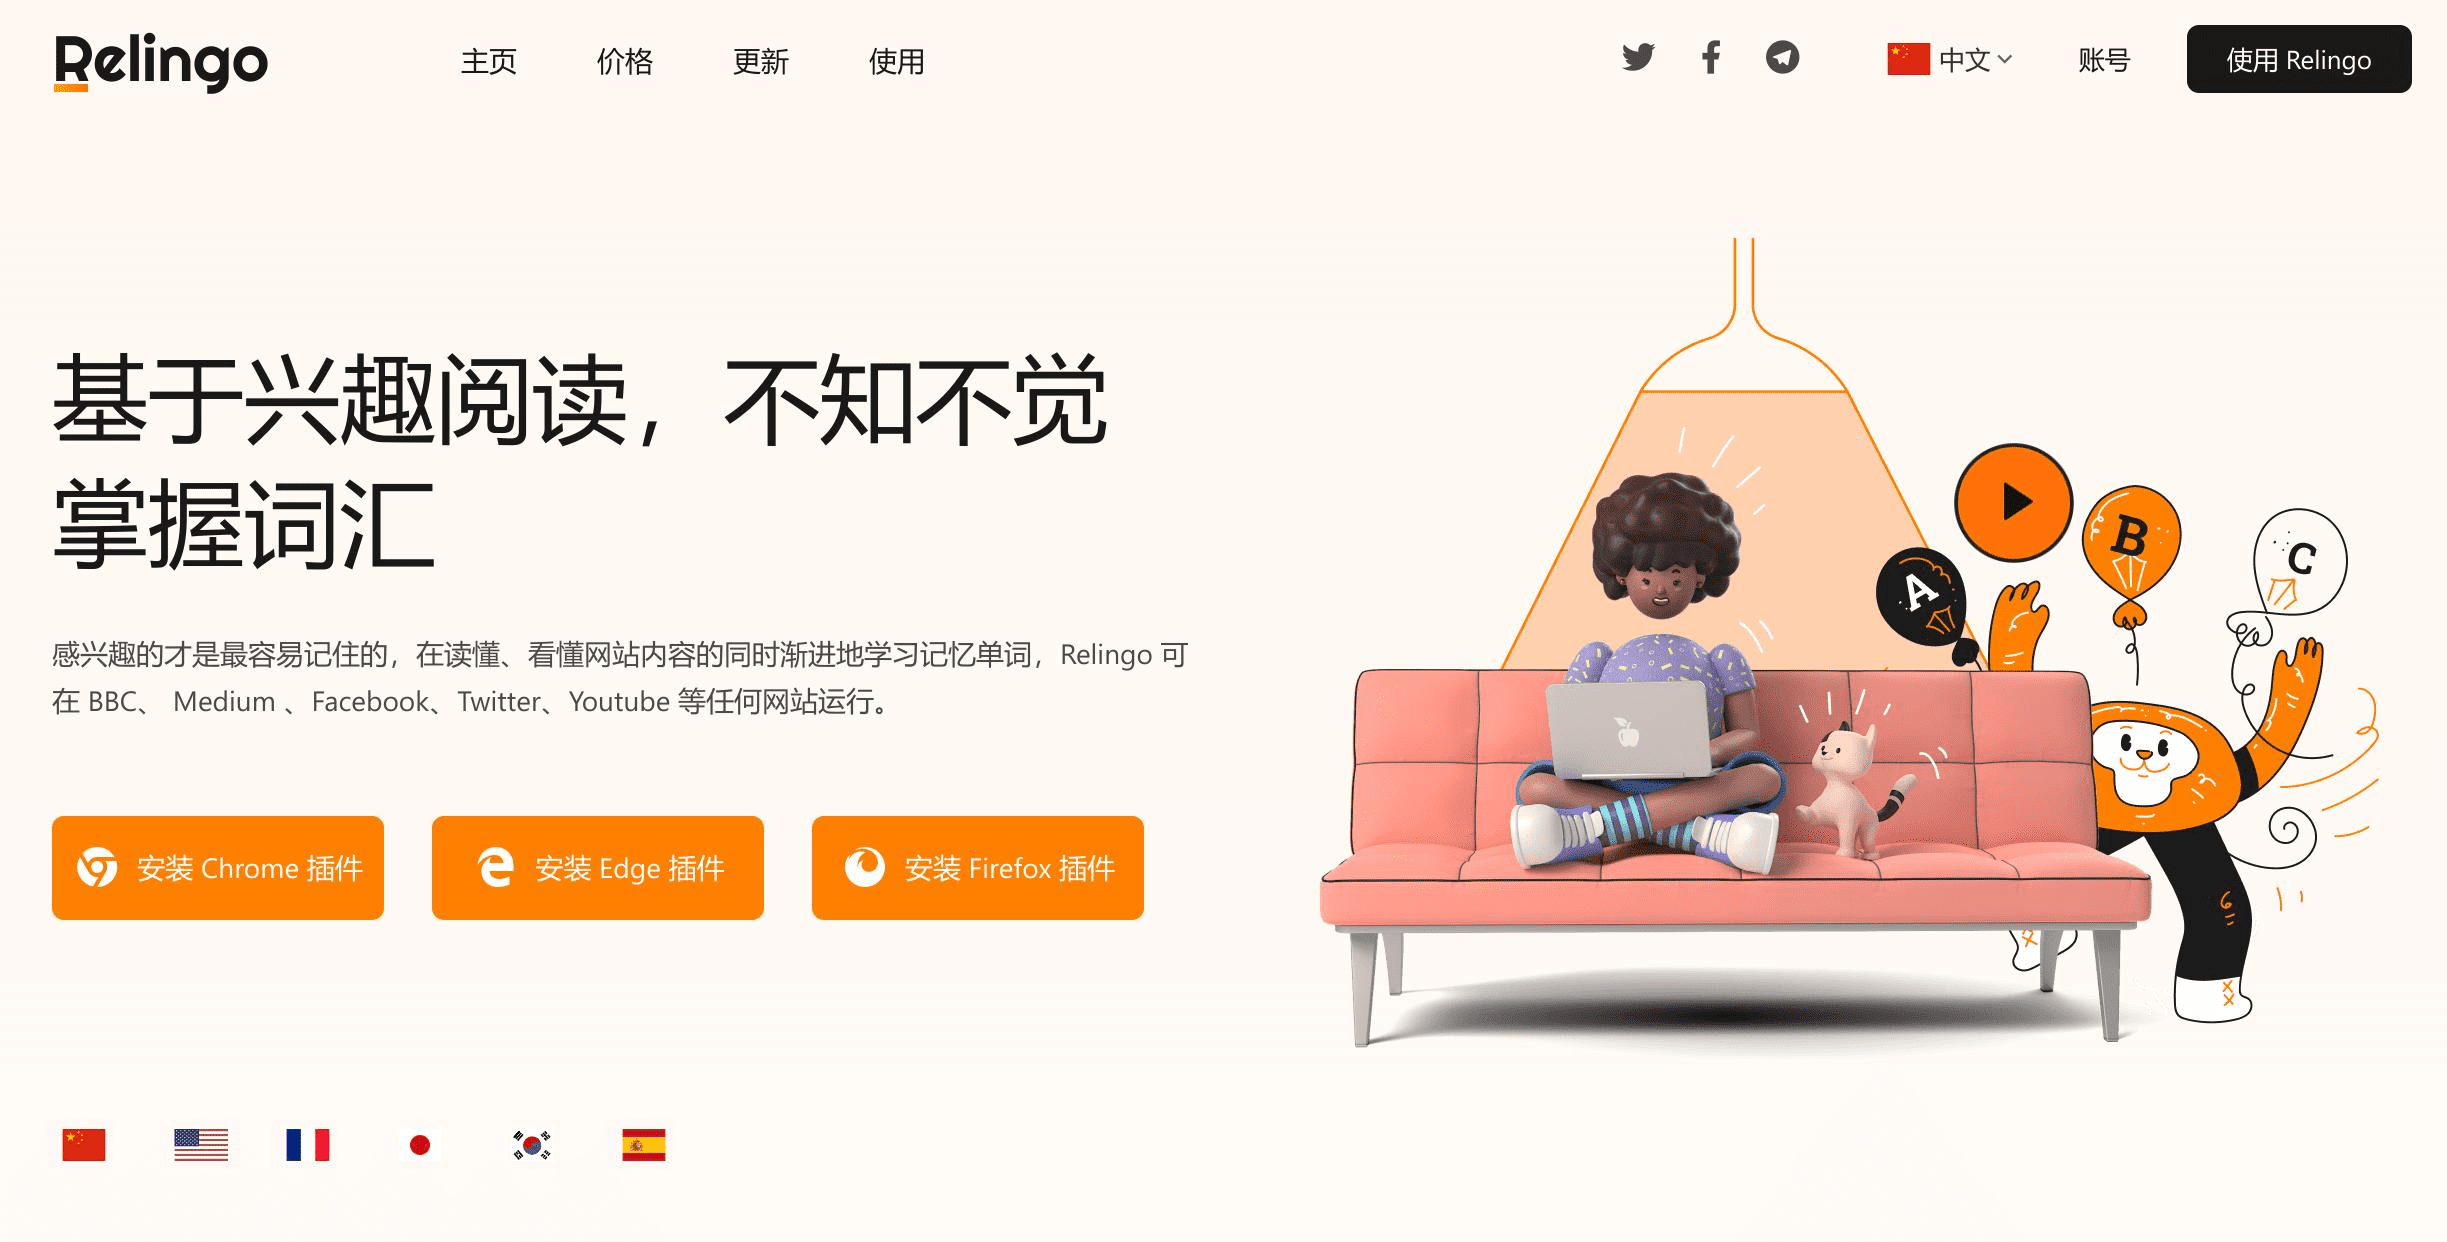 Relingo
主页 价格 更新 使用
中文 账号 使用 Relingo
基于兴趣阅读，不知不觉
掌握词汇
感兴趣的才是最容易记住的，在读懂、看懂网站内容的同时渐进地学习记忆单词，Relingo 可
在 BBC、 Medium 、Facebook、Twitter、Youtube 等任何网站运行。
安装 Chrome 插件 安装 Edge 插件 安装 Firefox 插件
A B C